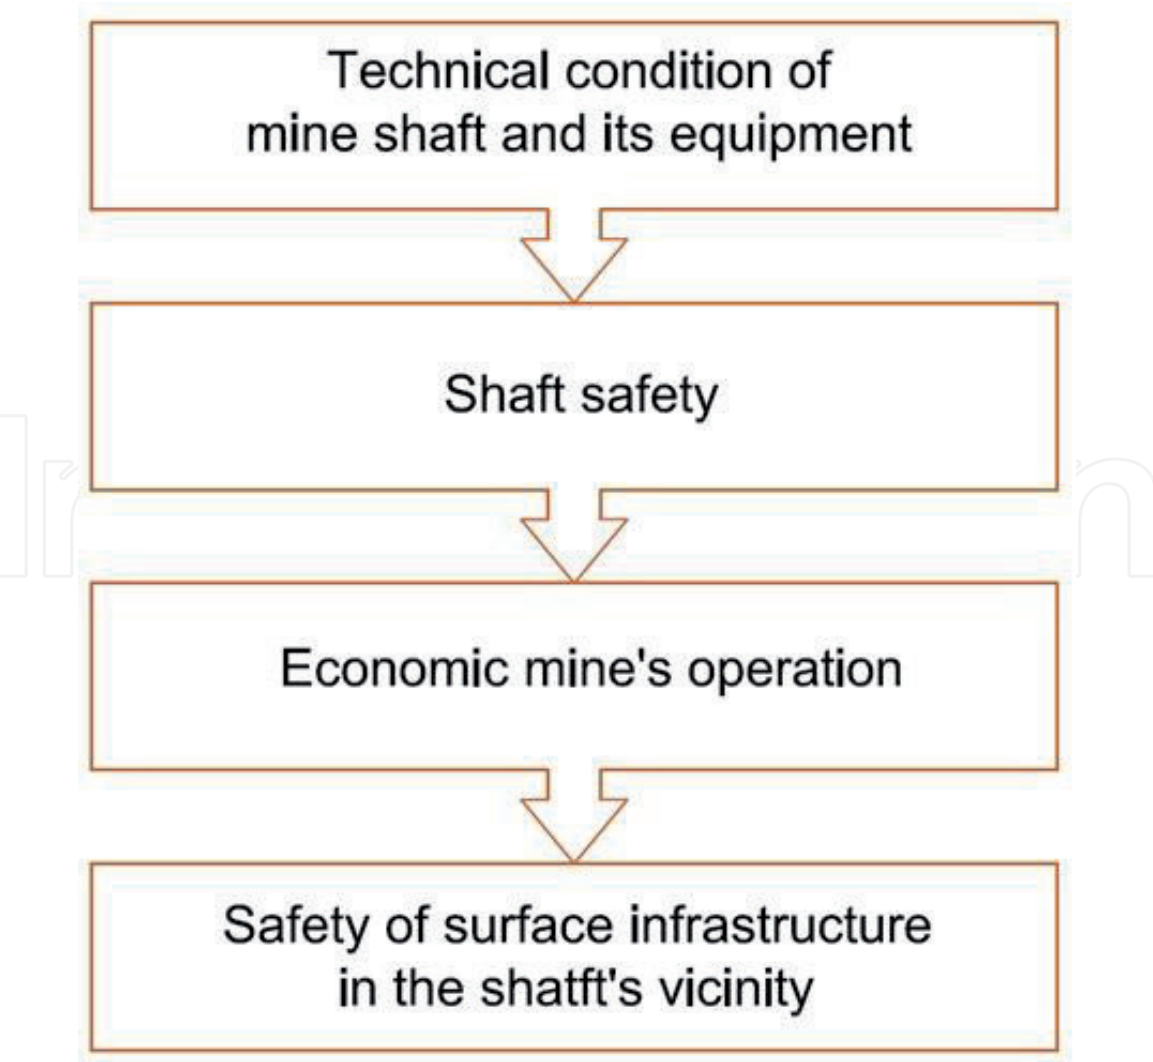 Technical condition of
mine shaft and its equipment
Shaft safety
Economic mine's operation
Safety of surface infrastructure
in the shatft's vicinity